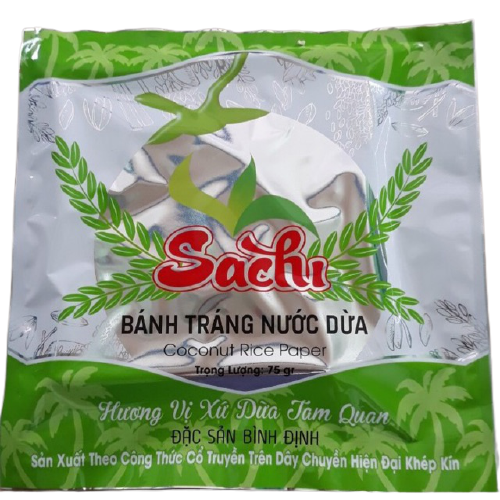 Sachi
BÁNH TRÁNG NƯỚC DỪA
Coconut Rice Paper
Trọng Lượng: 75 gr
Hương Vị Xứ Dừa Tam Quan
ĐẶC SẢN BÌNH ĐỊNH
Sản Xuất Theo Công Thức Cổ Truyền Trên Dây Chuyền Hiện Đại Khép Kín